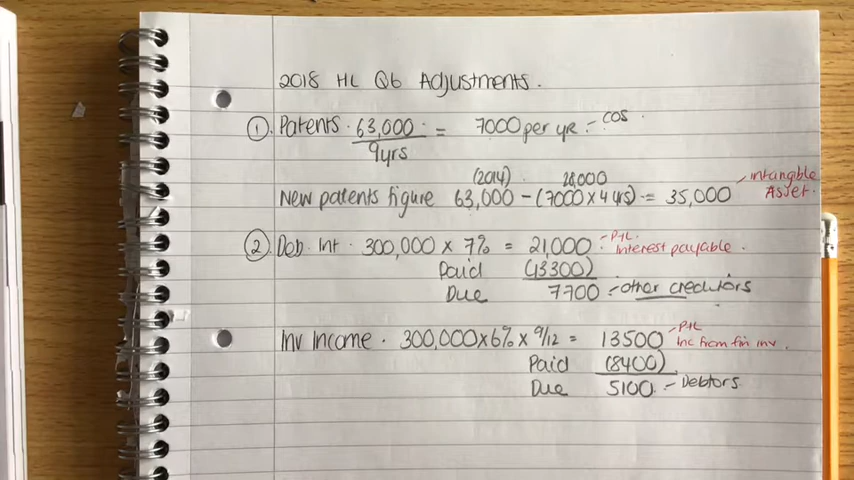 2018 HL Q6 Adjustments.
① Patents. 63,000 = 7000 per yr - COS
9yrs
(2014) 28,000
New patents figure 63,000 - (7000 x 4 yrs) = 35,000 - intangible Asset.
② Deb. Int. 300,000 x 7% = 21,000 - P+L Interest payable.
Paid (13300)
Due 7700 - other creditors
Inv Income. 300,000 x 6% x 9/12 = 13500 - P+L Inc from fin inv.
Paid (8400)
Due 5100 - Debtors